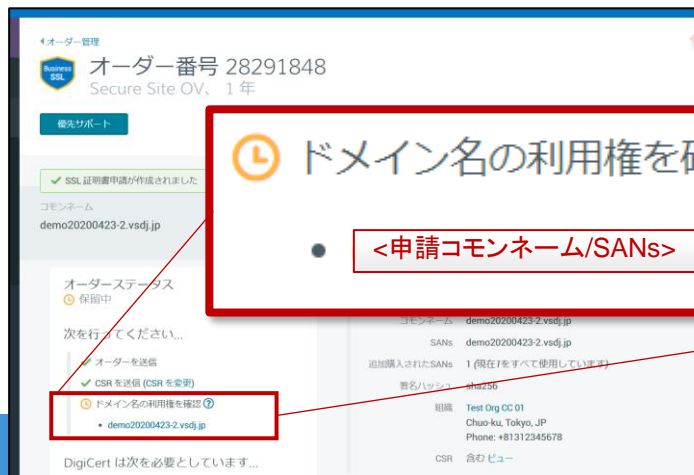 オーダー管理
Business SSL
オーダー番号 28291848
Secure Site OV、 1 年
優先サポート
SSL 証明書申請が作成されました
コモンネーム
demo20200423-2.vsdj.jp
ドメイン名の利用権を
<申請コモンネーム/SANs>
オーダーステータス
保留中
次を行ってください...
オーダーを送信
CSR を送信 (CSR を変更)
ドメイン名の利用権を確認
demo20200423-2.vsdj.jp
DigiCert は次を必要としています...
コモンネーム demo20200423-2.vsdj.jp
SANs demo20200423-2.vsdj.jp
追加購入されたSANs 1 (現在1をすべて使用しています)
署名ハッシュ sha256
組織 Test Org CC 01
Chuo-ku, Tokyo, JP
Phone: +81312345678
CSR 含む ビュー